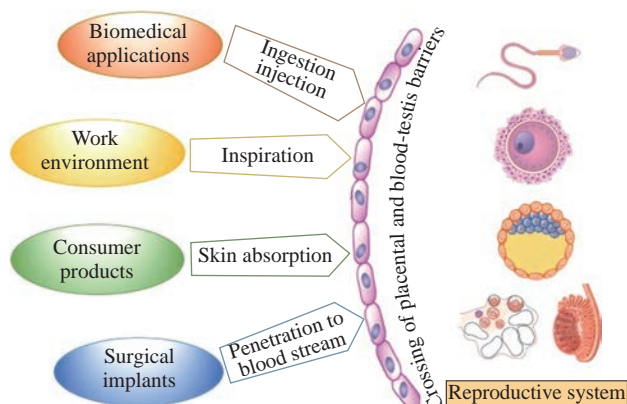 Biomedical
applications
Ingestion
injection
Work
environment
Inspiration
Consumer
products
Skin absorption
Surgical
implants
Penetration to
blood stream
Crossing of placental and blood-testis barriers
Reproductive system